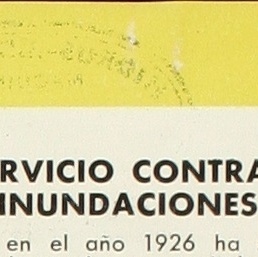 RVICIO CONTRA
INUNDACIONES
en el año 1926 ha